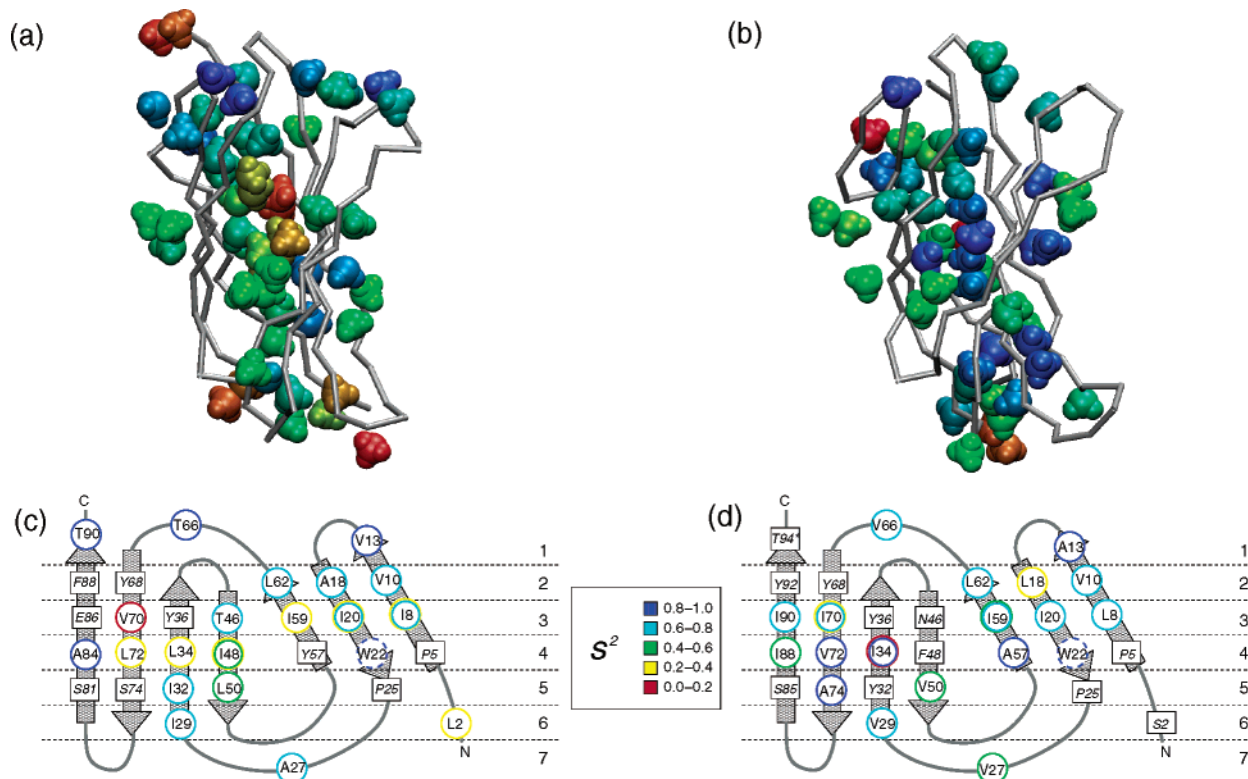 (a)
(b)
(c)
C
T90
T66
V13
1
F88
Y68
L62
A18
V10
2
E86
V70
Y36
T46
I59
I20
I8
3
A84
L72
L34
I48
Y57
W22
P5
4
S81
S74
I32
L50
P25
5
I29
L2
6
N
A27
7
S²
0.8–1.0
0.6–0.8
0.4–0.6
0.2–0.4
0.0–0.2
(d)
C
T94*
V66
A13
1
Y92
Y68
L62
L18
V10
2
I90
I70
Y36
N46
I59
I20
L8
3
I88
V72
I34
F48
A57
W22
P5
4
S85
A74
Y32
V50
P25
5
V29
S2
6
N
V27
7